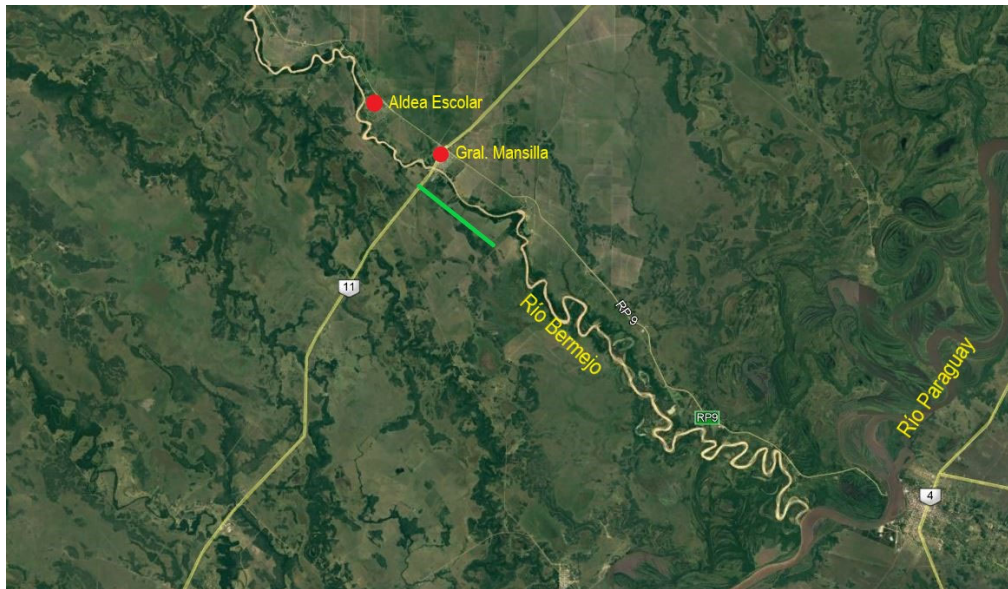 Aldea Escolar
Gral. Mansilla
11
Río Bermejo
RP 9
RP9
Río Paraguay
4